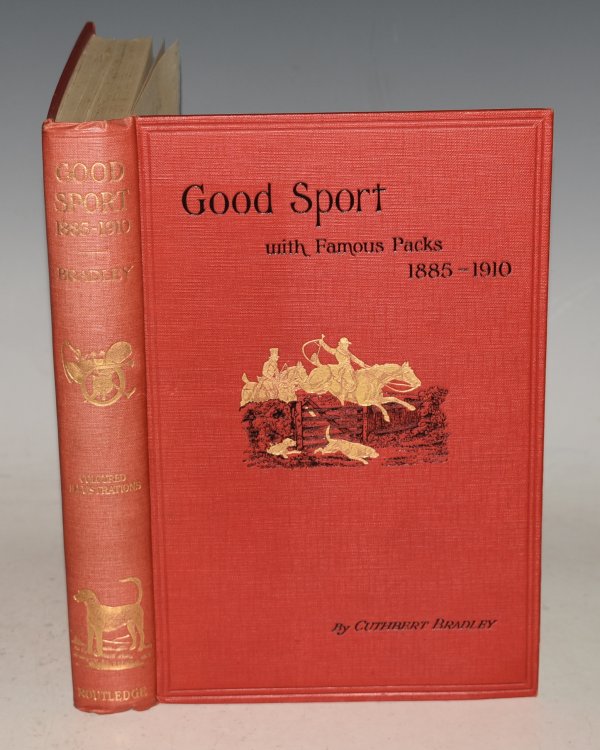 GOOD
SPORT
1885-1910
BRADLEY
COLOURED
ILLUSTRATIONS
ROUTLEDGE
Good Sport
with Famous Packs
1885-1910
By CUTHBERT BRADLEY